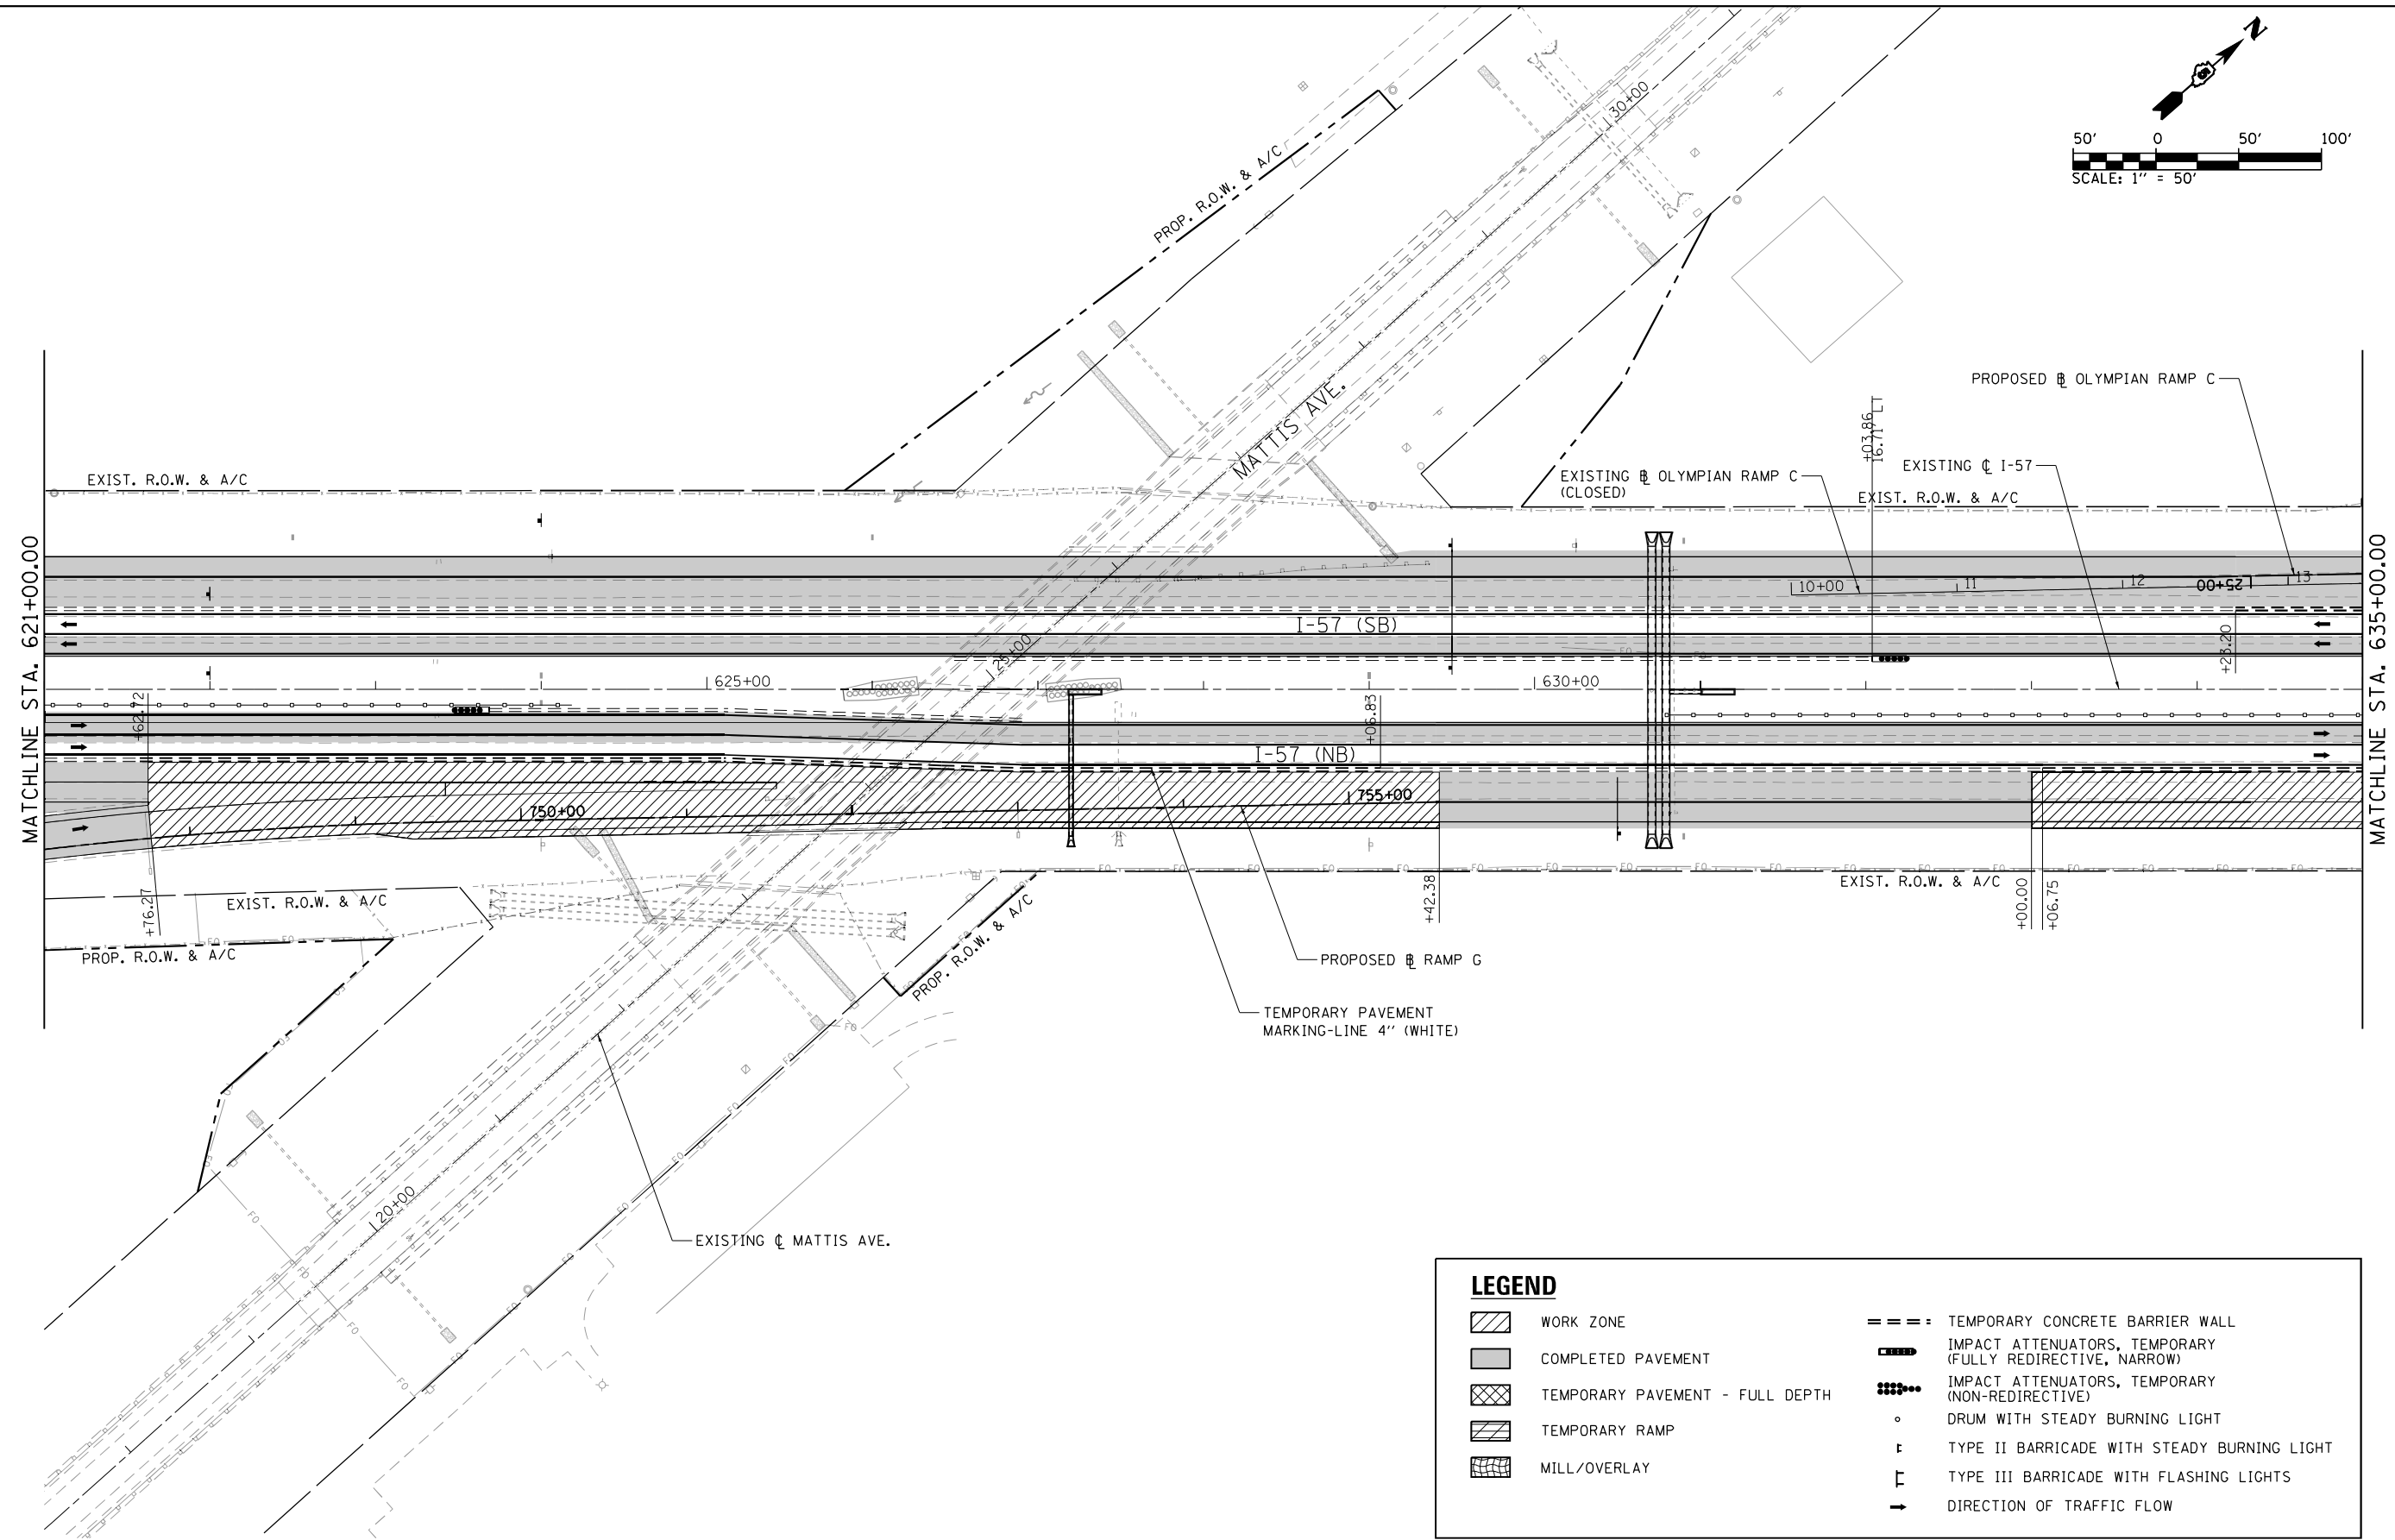 N
50' 0 50' 100'
SCALE: 1" = 50'
30+00
PROP. R.O.W. & A/C
MATTIS AVE.
PROPOSED ⅊ OLYMPIAN RAMP C
+03.86
16.71' LT
EXISTING ℄ I-57
EXISTING ⅊ OLYMPIAN RAMP C
(CLOSED)
EXIST. R.O.W. & A/C
EXIST. R.O.W. & A/C
MATCHLINE STA. 621+00.00
MATCHLINE STA. 635+00.00
10+00
11
12
25+00
13
I-57 (SB)
+23.20
25+00
625+00
630+00
+62.72
+06.83
I-57 (NB)
750+00
755+00
+76.27
EXIST. R.O.W. & A/C
PROP. R.O.W. & A/C
PROP. R.O.W. & A/C
+42.38
EXIST. R.O.W. & A/C
+00.00
+06.75
FO
PROPOSED ⅊ RAMP G
TEMPORARY PAVEMENT
MARKING-LINE 4" (WHITE)
20+00
EXISTING ℄ MATTIS AVE.
LEGEND
WORK ZONE
COMPLETED PAVEMENT
TEMPORARY PAVEMENT - FULL DEPTH
TEMPORARY RAMP
MILL/OVERLAY
TEMPORARY CONCRETE BARRIER WALL
IMPACT ATTENUATORS, TEMPORARY
(FULLY REDIRECTIVE, NARROW)
IMPACT ATTENUATORS, TEMPORARY
(NON-REDIRECTIVE)
DRUM WITH STEADY BURNING LIGHT
TYPE II BARRICADE WITH STEADY BURNING LIGHT
TYPE III BARRICADE WITH FLASHING LIGHTS
DIRECTION OF TRAFFIC FLOW